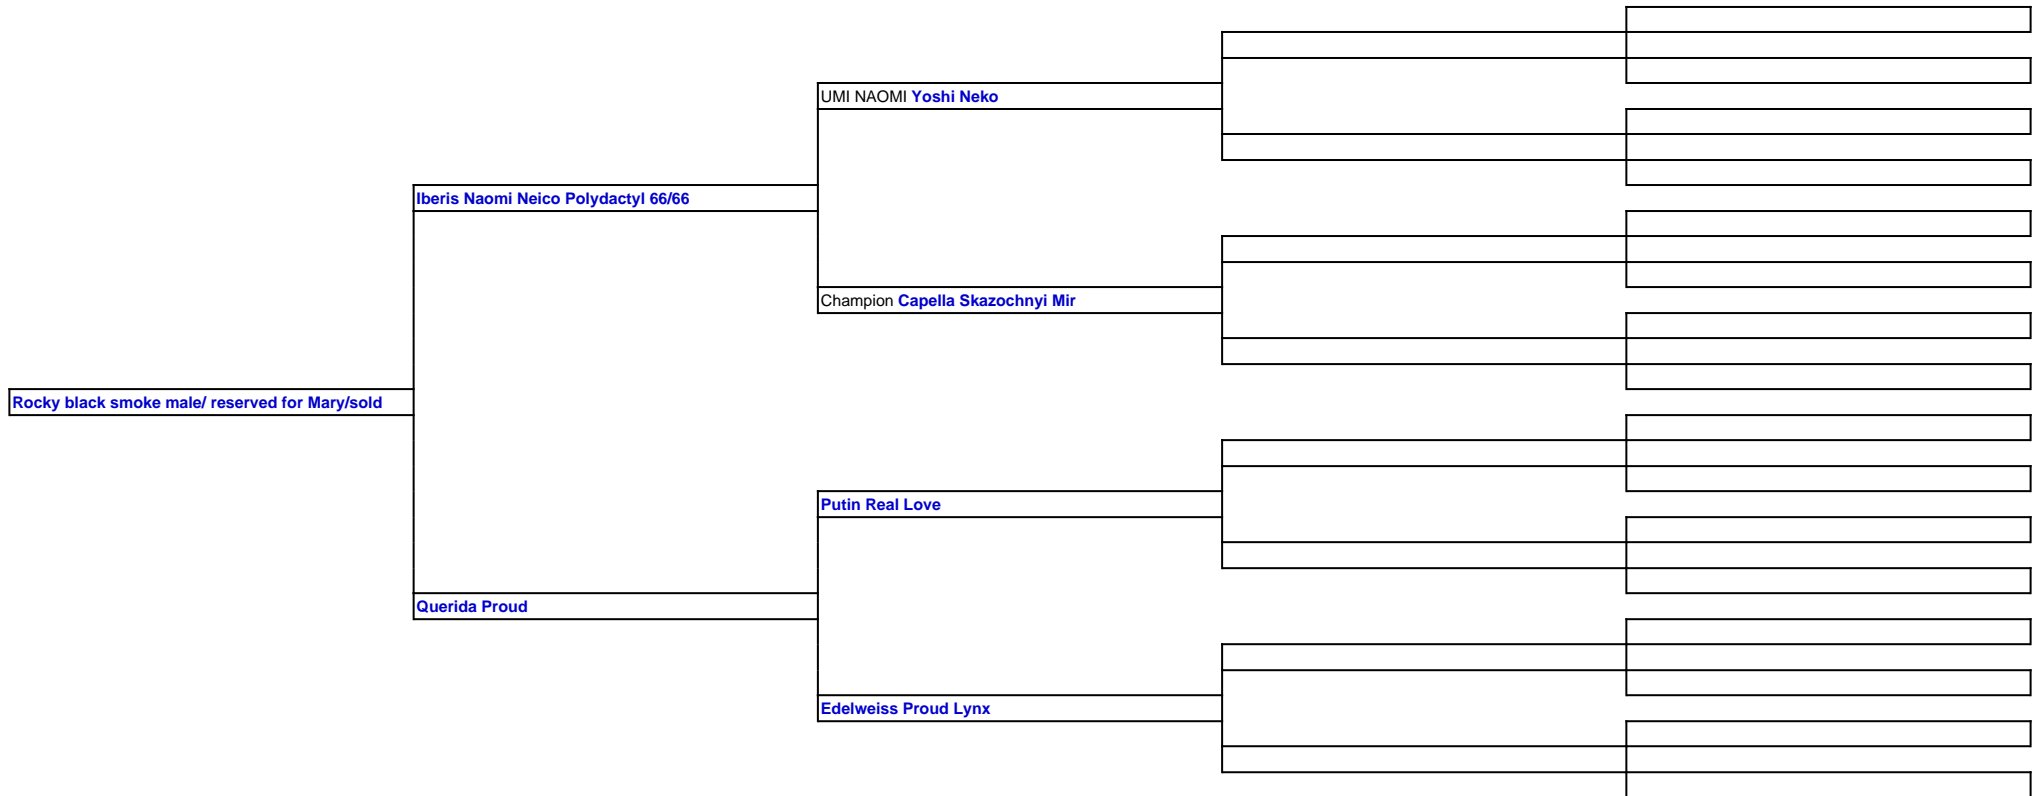 UMI NAOMI Yoshi Neko
Iberis Naomi Neico Polydactyl 66/66
Champion Capella Skazochnyi Mir
Rocky black smoke male/ reserved for Mary/sold
Putin Real Love
Querida Proud
Edelweiss Proud Lynx